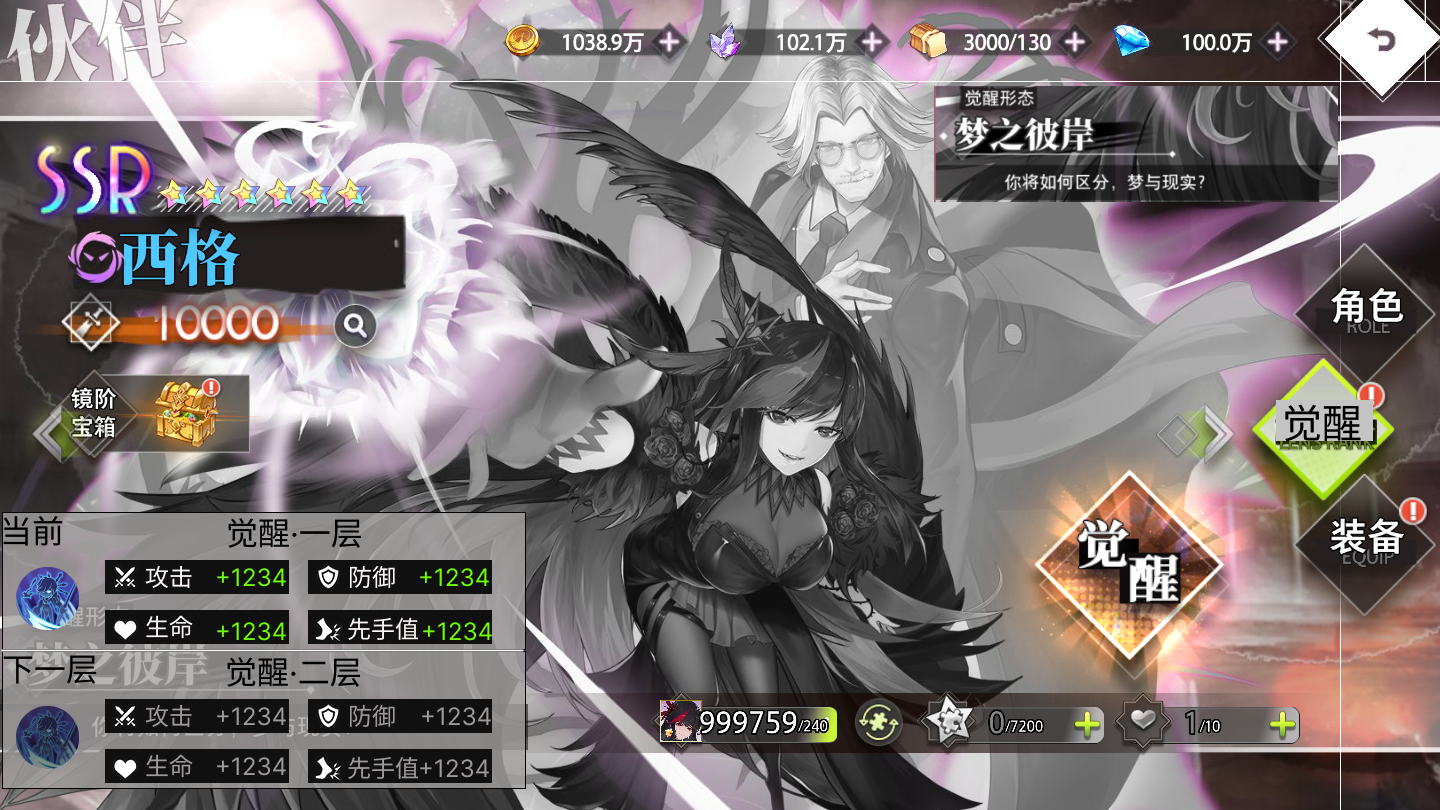 伙伴
1038.9万
102.1万
3000/130
100.0万
觉醒形态
梦之彼岸
你将如何区分，梦与现实?
SSR
西格
10000
镜阶
宝箱
角色
ROLE
觉醒
装备
EQUIP
觉醒
当前
觉醒·一层
攻击 +1234
防御 +1234
生命 +1234
先手值+1234
下一层
觉醒·二层
攻击 +1234
防御 +1234
生命 +1234
先手值+1234
999759/240
0/7200
1/10